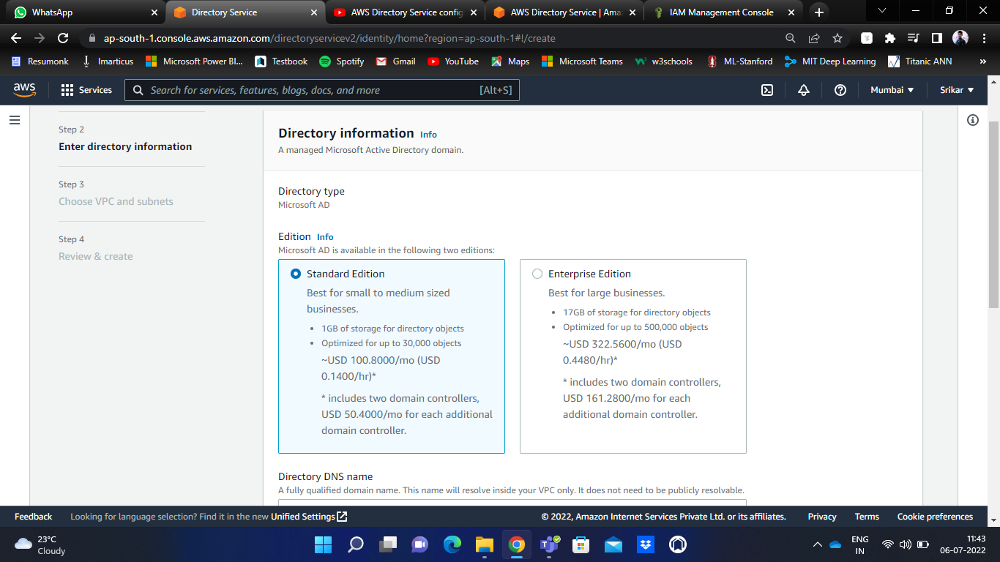 WhatsApp
Directory Service
AWS Directory Service config
AWS Directory Service | Ama
IAM Management Console
ap-south-1.console.aws.amazon.com/directoryservicev2/identity/home?region=ap-south-1#!/create
Resumonk
Imarticus
Microsoft Power BI...
Testbook
Spotify
Gmail
YouTube
Maps
Microsoft Teams
w3schools
ML-Stanford
MIT Deep Learning
Titanic ANN
»
aws
Services
Search for services, features, blogs, docs, and more
[Alt+S]
Mumbai
Srikar
Step 2
Enter directory information
Step 3
Choose VPC and subnets
Step 4
Review & create
Directory information Info
A managed Microsoft Active Directory domain.
Directory type
Microsoft AD
Edition Info
Microsoft AD is available in the following two editions:
Standard Edition
Best for small to medium sized
businesses.
• 1GB of storage for directory objects
• Optimized for up to 30,000 objects
~USD 100.8000/mo (USD
0.1400/hr)*
* includes two domain controllers,
USD 50.4000/mo for each additional
domain controller.
Enterprise Edition
Best for large businesses.
• 17GB of storage for directory objects
• Optimized for up to 500,000 objects
~USD 322.5600/mo (USD
0.4480/hr)*
* includes two domain controllers,
USD 161.2800/mo for each
additional domain controller.
Directory DNS name
A fully qualified domain name. This name will resolve inside your VPC only. It does not need to be publicly resolvable.
Feedback
Looking for language selection? Find it in the new Unified Settings
© 2022, Amazon Internet Services Private Ltd. or its affiliates.
Privacy
Terms
Cookie preferences
23°C
Cloudy
ENG
IN
11:43
06-07-2022